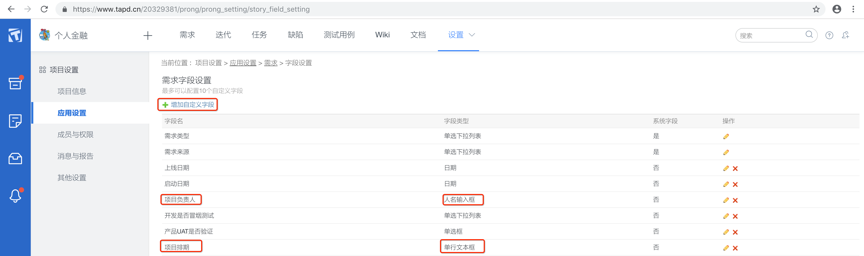 https://www.tapd.cn/20329381/prong/prong_setting/story_field_setting
个人金融 需求 迭代 任务 缺陷 测试用例 Wiki 文档 设置 搜索
项目设置
项目信息
应用设置
成员与权限
消息与报告
其他设置
当前位置： 项目设置 > 应用设置 > 需求 > 字段设置
需求字段设置
最多可以配置10个自定义字段
增加自定义字段
字段名 字段类型 系统字段 操作
需求类型 单选下拉列表 是
需求来源 单选下拉列表 是
上线日期 日期 否
启动日期 日期 否
项目负责人 人名输入框 否
开发是否冒烟测试 单选下拉列表 否
产品UAT是否验证 单选框 否
项目排期 单行文本框 否